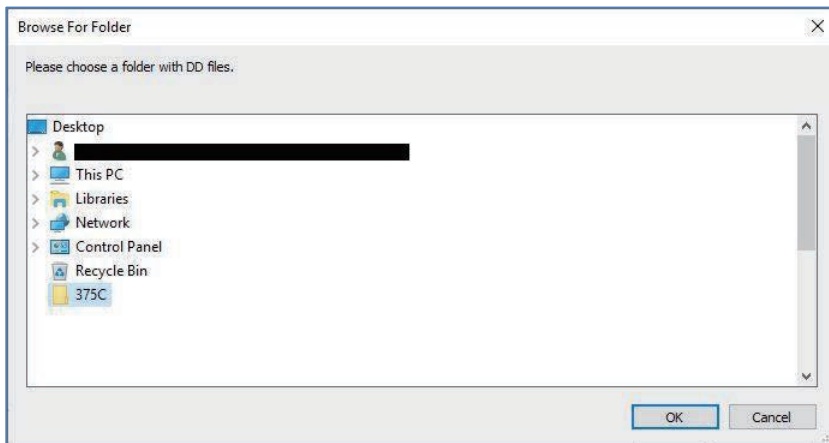 Browse For Folder
Please choose a folder with DD files.
Desktop
This PC
Libraries
Network
Control Panel
Recycle Bin
375C
OK Cancel